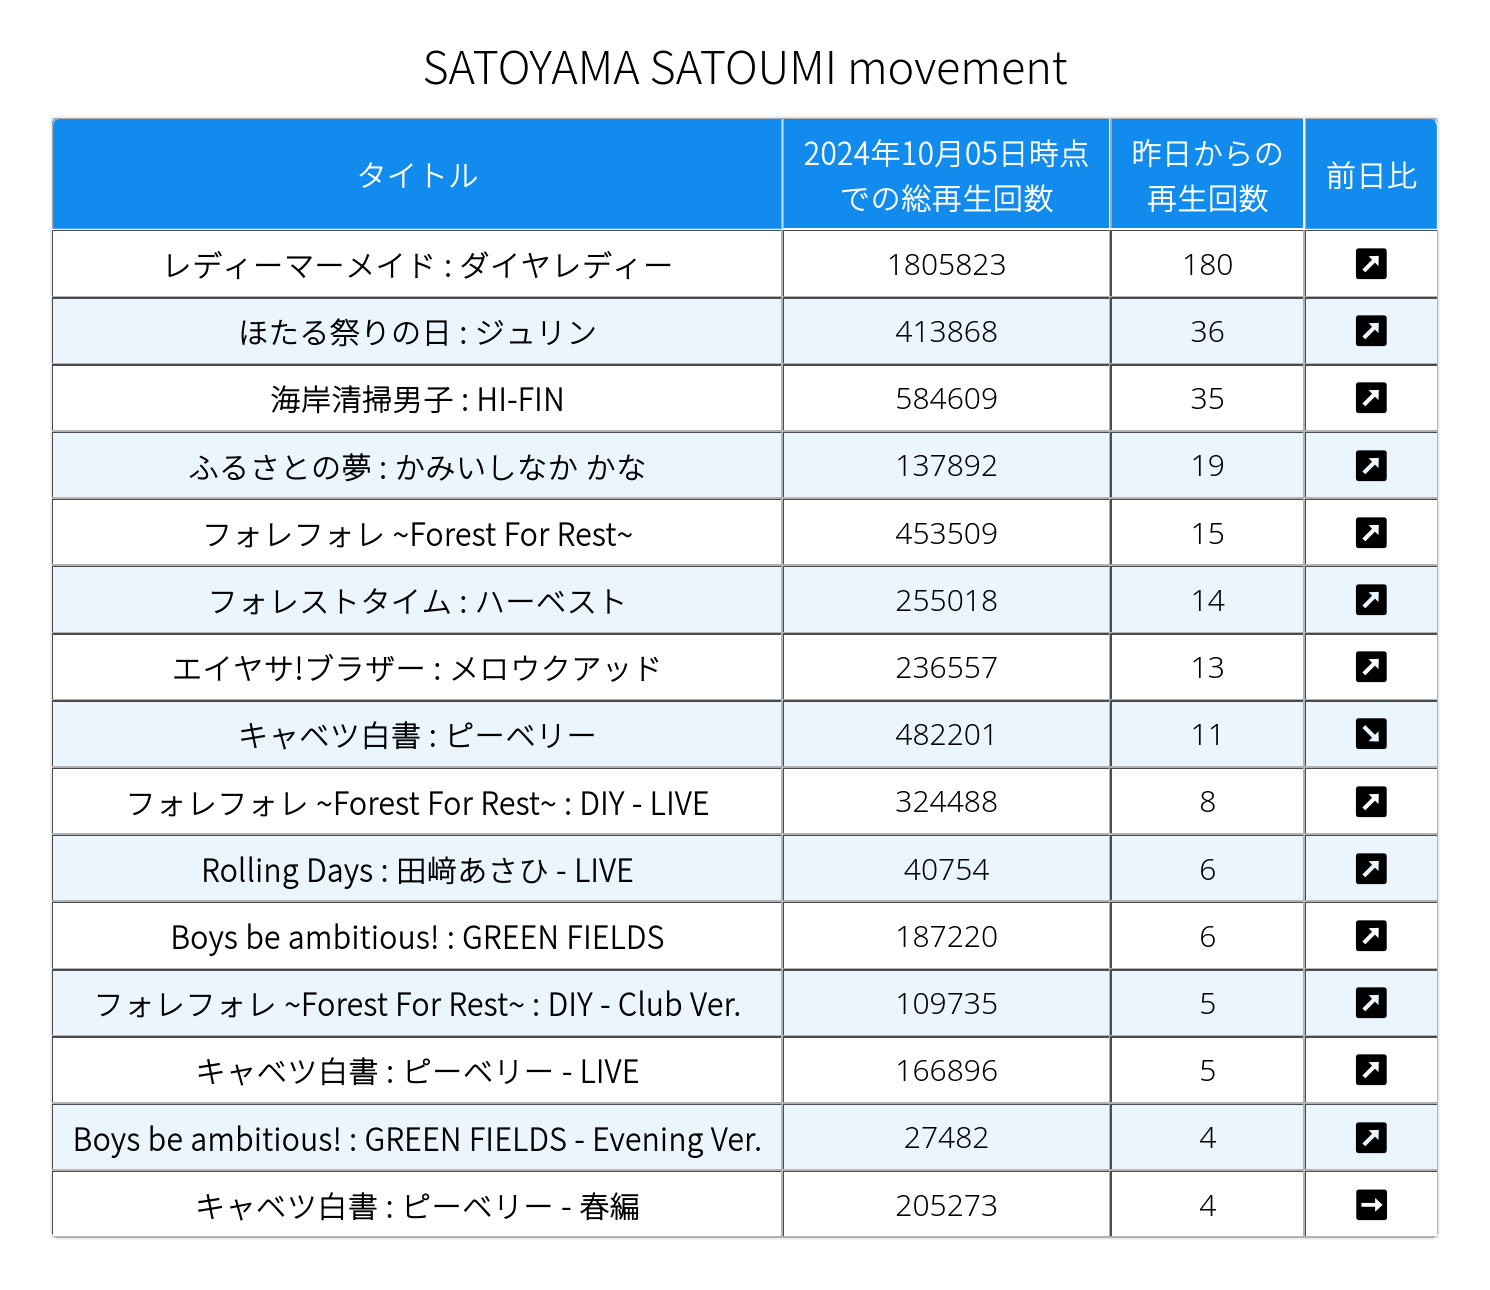 SATOYAMA SATOUMI movement
タイトル 2024年10月05日時点での総再生回数 昨日からの再生回数 前日比
レディーマーメイド : ダイヤレディー 1805823 180 ↗
ほたる祭りの日 : ジュリン 413868 36 ↗
海岸清掃男子 : HI-FIN 584609 35 ↗
ふるさとの夢 : かみいしなか かな 137892 19 ↗
フォレフォレ ~Forest For Rest~ 453509 15 ↗
フォレストタイム : ハーベスト 255018 14 ↗
エイヤサ!ブラザー : メロウクアッド 236557 13 ↗
キャベツ白書 : ピーベリー 482201 11 ↘
フォレフォレ ~Forest For Rest~ : DIY - LIVE 324488 8 ↗
Rolling Days : 田﨑あさひ - LIVE 40754 6 ↗
Boys be ambitious! : GREEN FIELDS 187220 6 ↗
フォレフォレ ~Forest For Rest~ : DIY - Club Ver. 109735 5 ↗
キャベツ白書 : ピーベリー - LIVE 166896 5 ↗
Boys be ambitious! : GREEN FIELDS - Evening Ver. 27482 4 ↗
キャベツ白書 : ピーベリー - 春編 205273 4 →